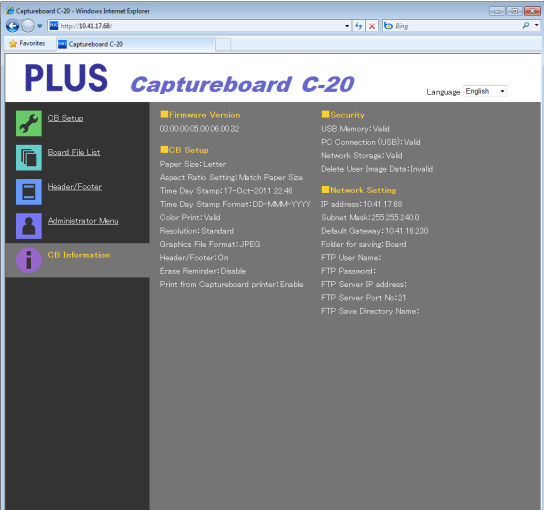 Captureboard C-20 - Windows Internet Explorer
http://10.41.17.68/
Bing
Favorites
PLUS Captureboard C-20
PLUS
Captureboard C-20
Language English
CB Setup
Board File List
Header/Footer
Administrator Menu
CB Information
Firmware Version
03.00.00.05.00.06.00.32
CB Setup
Paper Size:Letter
Aspect Ratio Setting:Match Paper Size
Time Day Stamp:17-Oct-2011 22:46
Time Day Stamp Format:DD-MMM-YYYY
Color Print:Valid
Resolution:Standard
Graphics File Format:JPEG
Header/Footer:On
Erase Reminder:Disable
Print from Captureboard printer:Enable
Security
USB Memory:Valid
PC Connection (USB):Valid
Network Storage:Valid
Delete User Image Data:Invalid
Network Setting
IP address:10.41.17.68
Subnet Mask:255.255.240.0
Default Gateway:10.41.16.230
Folder for saving:Board
FTP User Name:
FTP Password:
FTP Server IP address:
FTP Server Port No:21
FTP Save Directory Name: